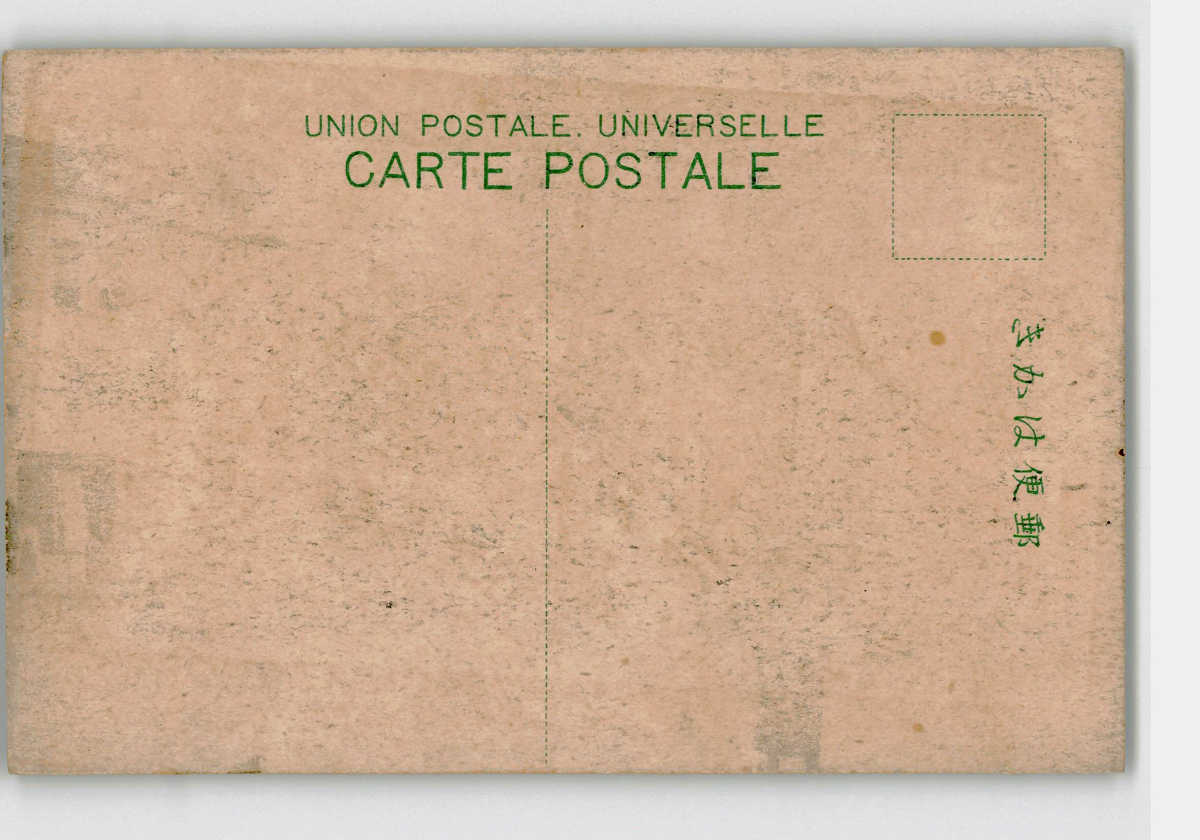 UNION POSTALE. UNIVERSELLE
CARTE POSTALE
郵便はかき